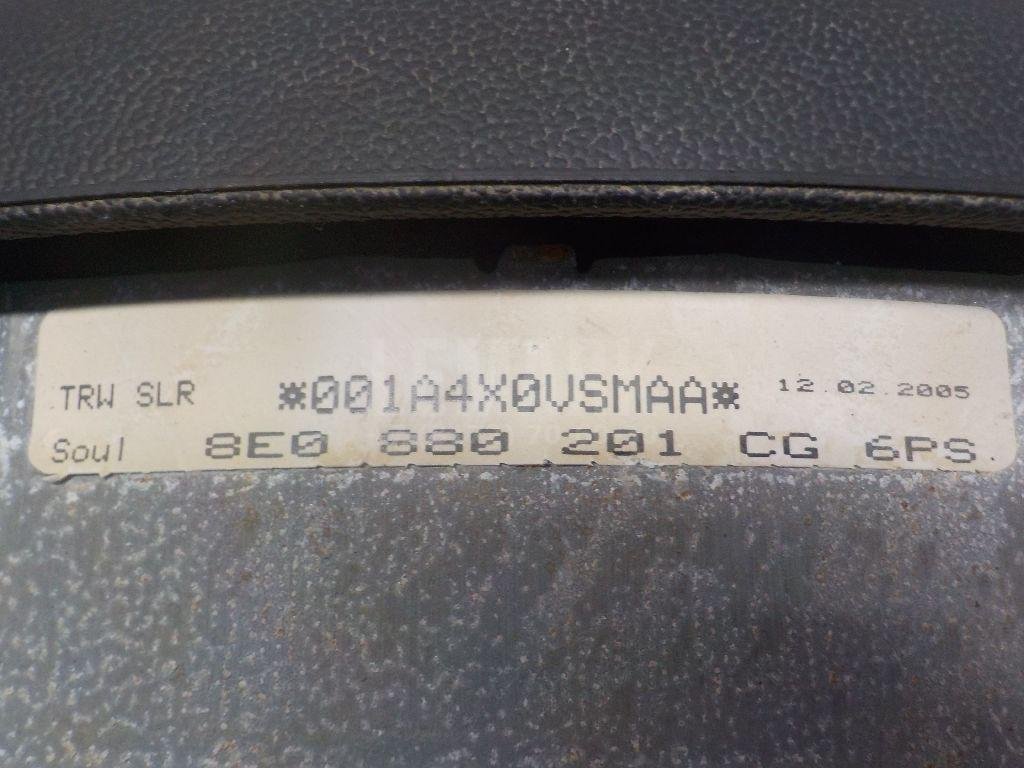 TRW SLR *001A4X0VSMAA* 12.02.2005
Soul 8E0 880 201 CG 6PS